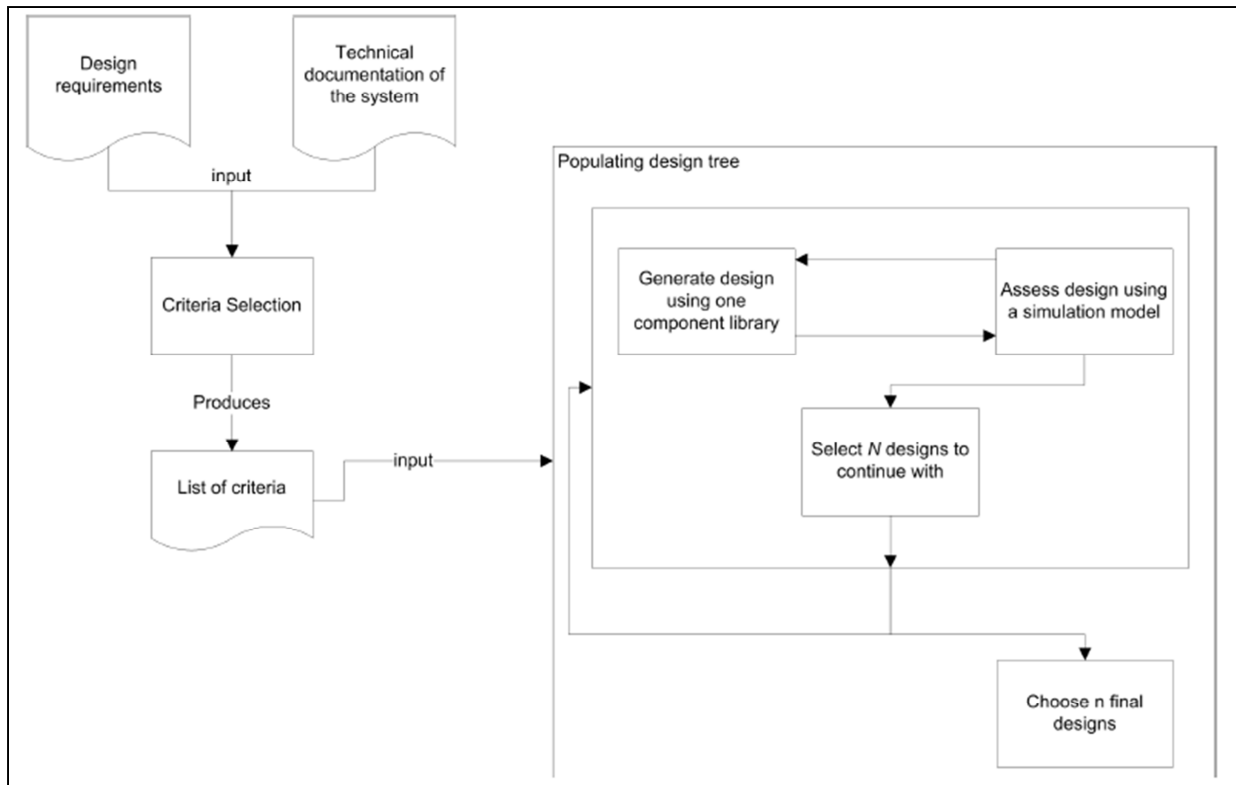 Design
requirements
Technical
documentation of
the system
input
Criteria Selection
Produces
List of criteria
input
Populating design tree
Generate design
using one
component library
Assess design using
a simulation model
Select N designs to
continue with
Choose n final
designs